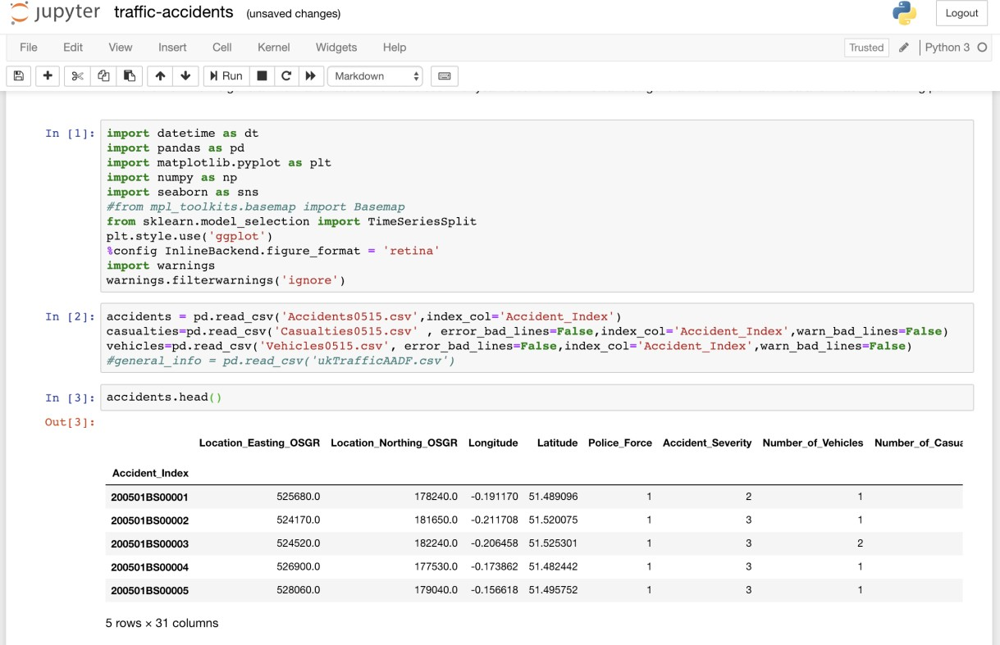 jupyter traffic-accidents (unsaved changes) Logout
File Edit View Insert Cell Kernel Widgets Help Trusted Python 3
Run Markdown
In [1]: import datetime as dt
import pandas as pd
import matplotlib.pyplot as plt
import numpy as np
import seaborn as sns
#from mpl_toolkits.basemap import Basemap
from sklearn.model_selection import TimeSeriesSplit
plt.style.use('ggplot')
%config InlineBackend.figure_format = 'retina'
import warnings
warnings.filterwarnings('ignore')
In [2]: accidents = pd.read_csv('Accidents0515.csv',index_col='Accident_Index')
casualties=pd.read_csv('Casualties0515.csv' , error_bad_lines=False,index_col='Accident_Index',warn_bad_lines=False)
vehicles=pd.read_csv('Vehicles0515.csv', error_bad_lines=False,index_col='Accident_Index',warn_bad_lines=False)
#general_info = pd.read_csv('ukTrafficAADF.csv')
In [3]: accidents.head()
Out[3]:
Location_Easting_OSGR Location_Northing_OSGR Longitude Latitude Police_Force Accident_Severity Number_of_Vehicles Number_of_Casua
Accident_Index
200501BS00001 525680.0 178240.0 -0.191170 51.489096 1 2 1
200501BS00002 524170.0 181650.0 -0.211708 51.520075 1 3 1
200501BS00003 524520.0 182240.0 -0.206458 51.525301 1 3 2
200501BS00004 526900.0 177530.0 -0.173862 51.482442 1 3 1
200501BS00005 528060.0 179040.0 -0.156618 51.495752 1 3 1
5 rows × 31 columns